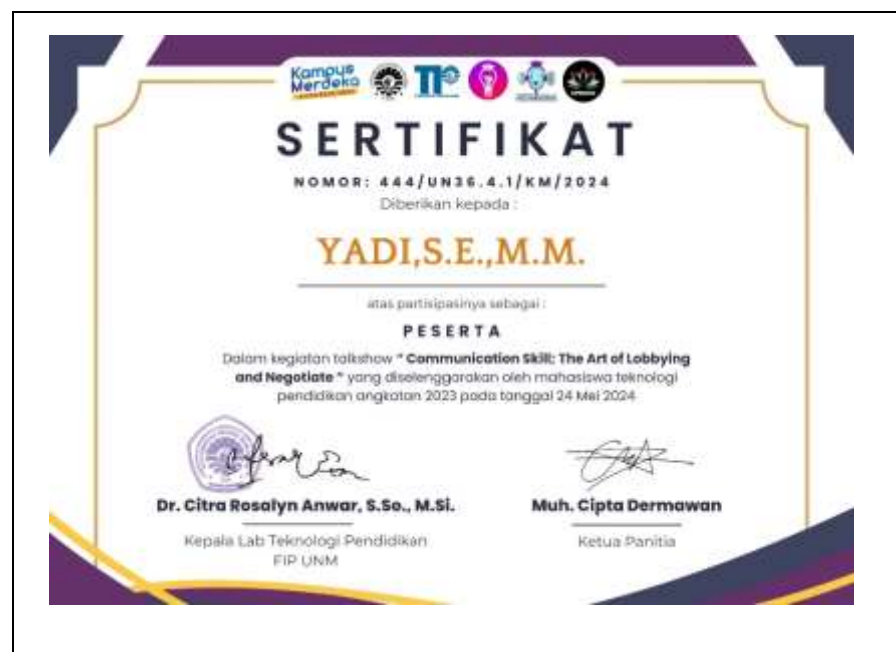 Kampus
Merdeka
SERTIFIKAT
NOMOR: 444/UN36.4.1/KM/2024
Diberikan kepada :
YADI,S.E.,M.M.
atas partisipasinya sebagai :
PESERTA
Dalam kegiatan talkshow " Communication Skill: The Art of Lobbying
and Negotiate " yang diselenggarakan oleh mahasiswa teknologi
pendidikan angkatan 2023 pada tanggal 24 Mei 2024
Dr. Citra Rosalyn Anwar, S.So., M.Si.
Muh. Cipta Dermawan
Kepala Lab Teknologi Pendidikan
FIP UNM
Ketua Panitia